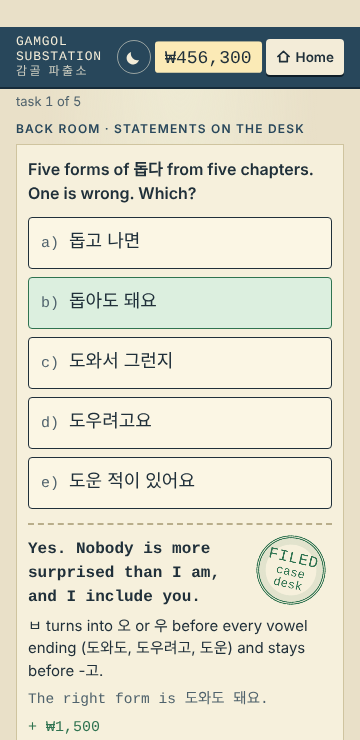 GAMGOL
SUBSTATION
감골 파출소
₩456,300
Home
task 1 of 5
BACK ROOM · STATEMENTS ON THE DESK
Five forms of 돕다 from five chapters.
One is wrong. Which?
a) 돕고 나면
b) 돕아도 돼요
c) 도와서 그런지
d) 도우려고요
e) 도운 적이 있어요
Yes. Nobody is more
surprised than I am,
and I include you.
FILED
case
desk
ㅂ turns into 오 or 우 before every vowel
ending (도와도, 도우려고, 도운) and stays
before -고.
The right form is 도와도 돼요.
+ ₩1,500